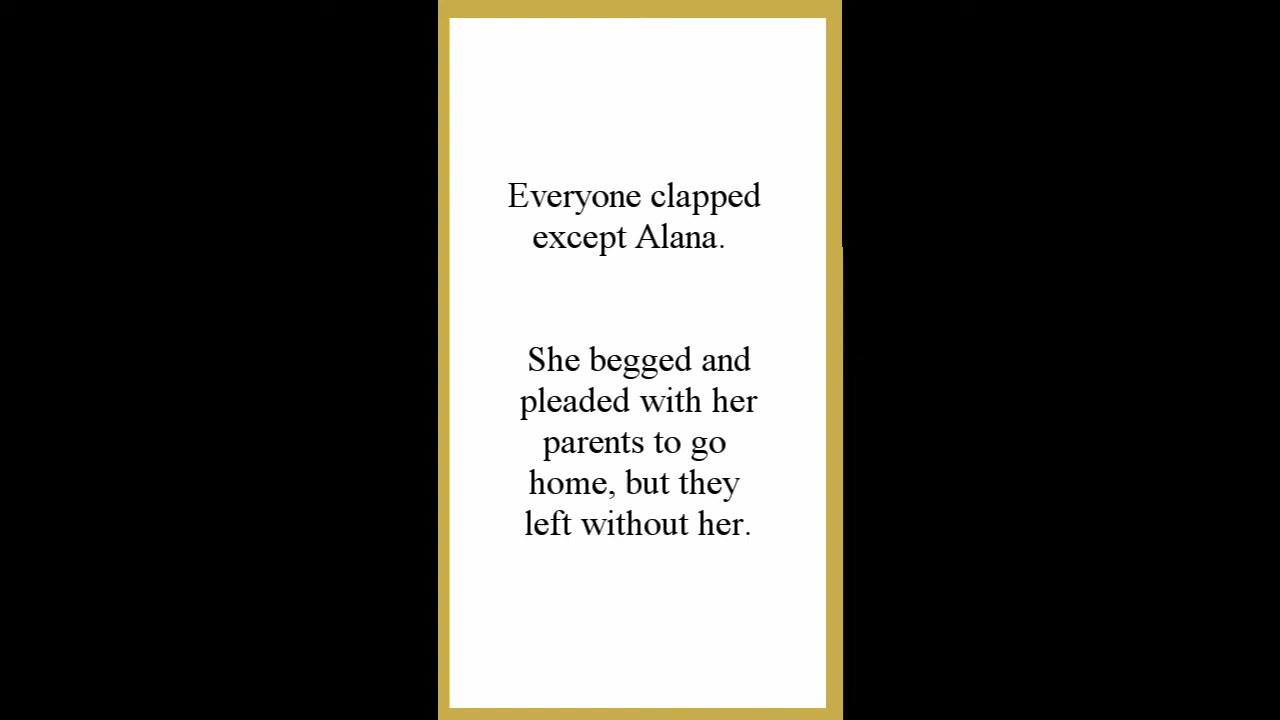 Everyone clapped
except Alana.
She begged and
pleaded with her
parents to go
home, but they
left without her.